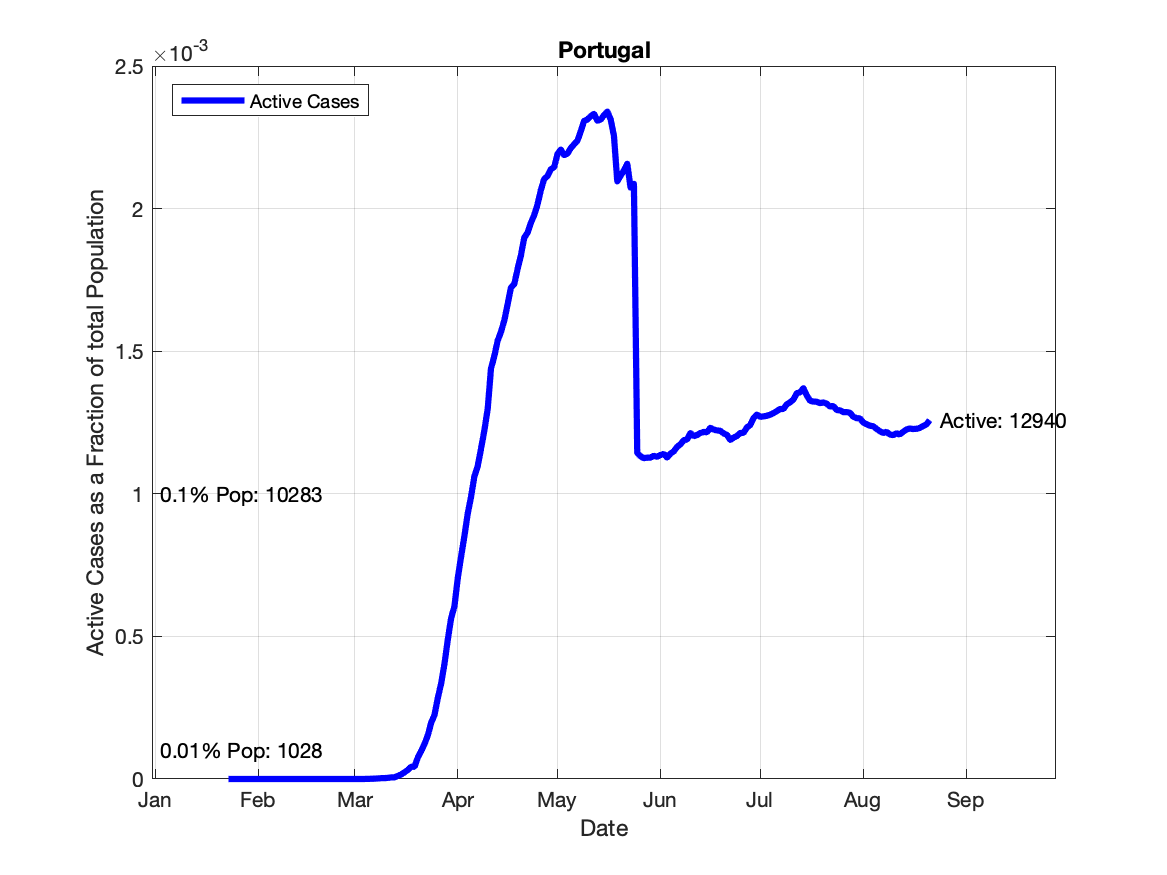 Portugal
×10-3
2.5
2
1.5
1
0.5
0
Active Cases
Active Cases as a Fraction of total Population
0.1% Pop: 10283
0.01% Pop: 1028
Active: 12940
Jan Feb Mar Apr May Jun Jul Aug Sep
Date